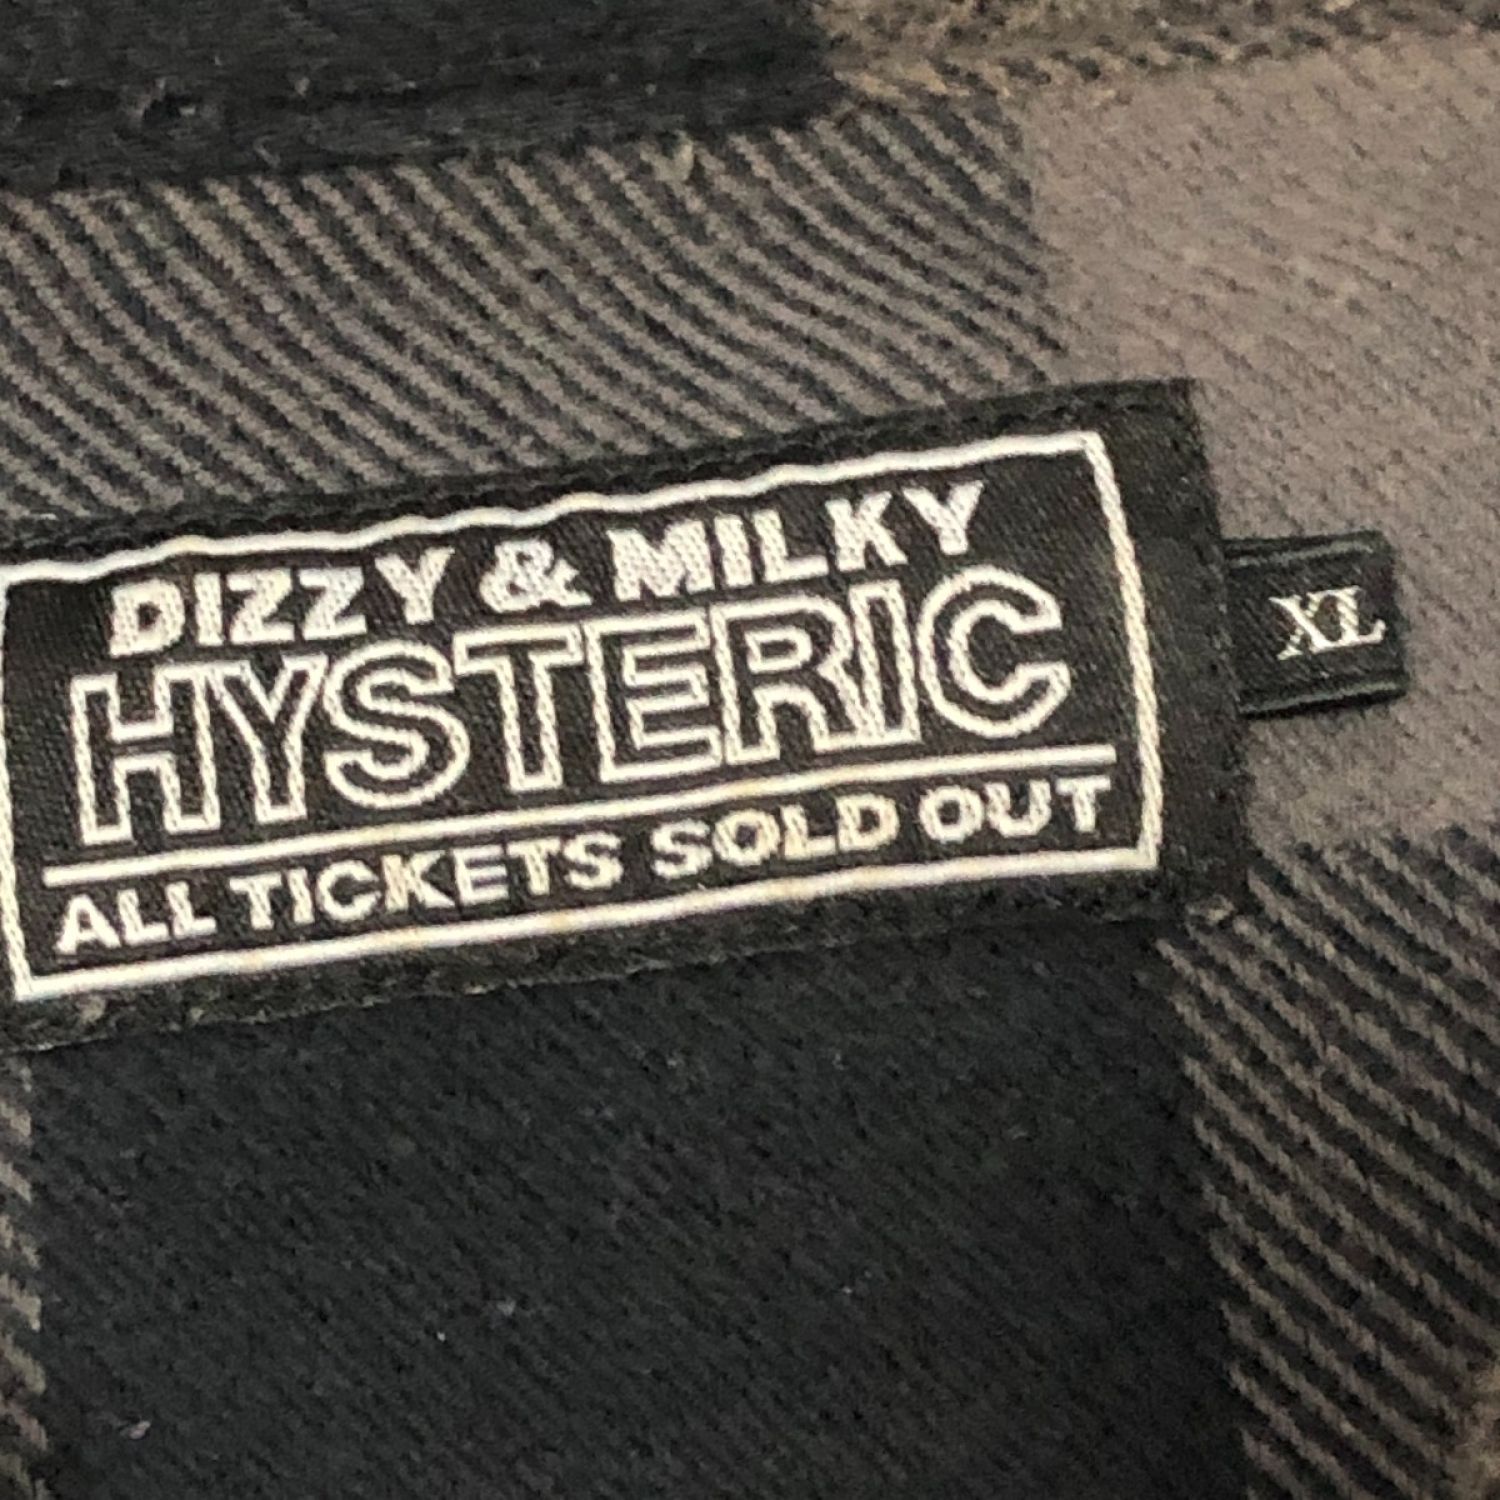 DIZZY & MILKY
HYSTERIC
ALL TICKETS SOLD OUT
XL